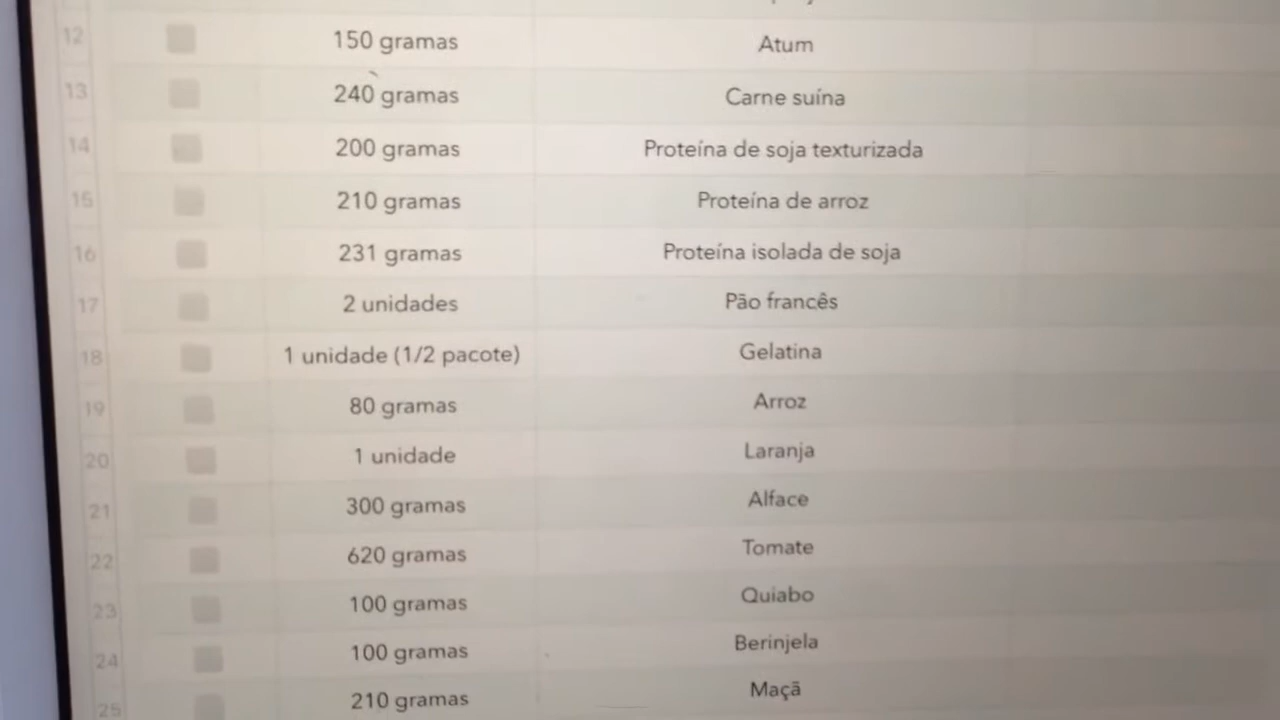 12 150 gramas Atum
13 240 gramas Carne suína
14 200 gramas Proteína de soja texturizada
15 210 gramas Proteína de arroz
16 231 gramas Proteína isolada de soja
17 2 unidades Pão francês
18 1 unidade (1/2 pacote) Gelatina
19 80 gramas Arroz
20 1 unidade Laranja
21 300 gramas Alface
22 620 gramas Tomate
23 100 gramas Quiabo
24 100 gramas Berinjela
25 210 gramas Maçã